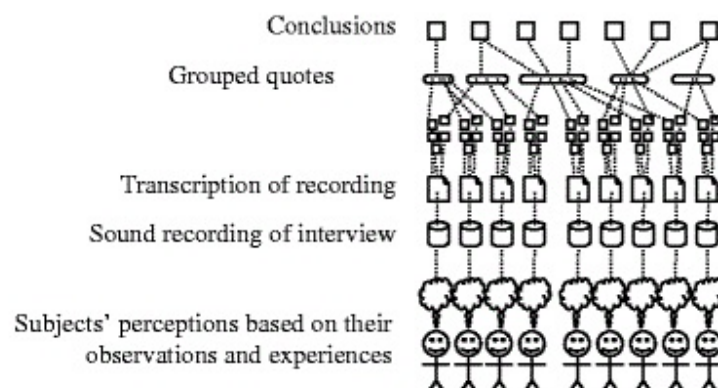 Conclusions
Grouped quotes
Transcription of recording
Sound recording of interview
Subjects’ perceptions based on their
observations and experiences